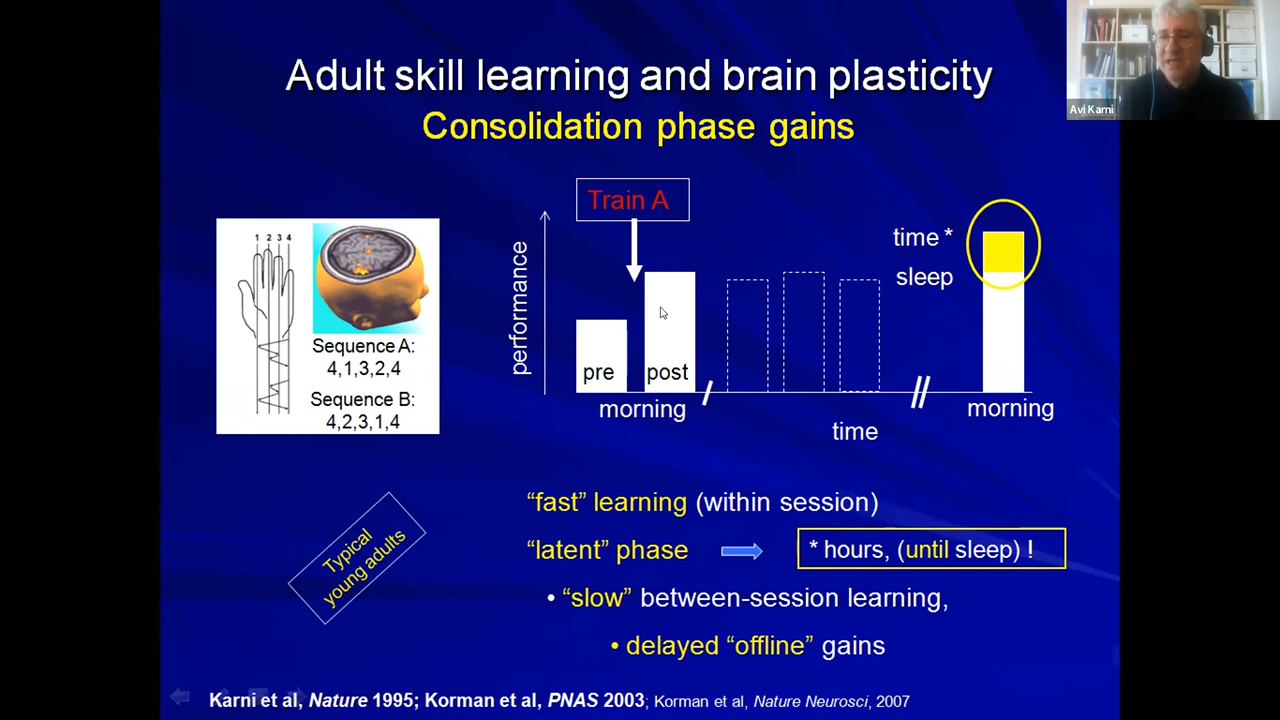 Adult skill learning and brain plasticity
Consolidation phase gains
Avi Karni
Train A
performance
pre
post
morning
time
time *
sleep
morning
1 2 3 4
Sequence A:
4,1,3,2,4
Sequence B:
4,2,3,1,4
Typical
young adults
“fast” learning (within session)
“latent” phase
* hours, (until sleep) !
• “slow” between-session learning,
• delayed “offline” gains
Karni et al, Nature 1995; Korman et al, PNAS 2003; Korman et al, Nature Neurosci, 2007